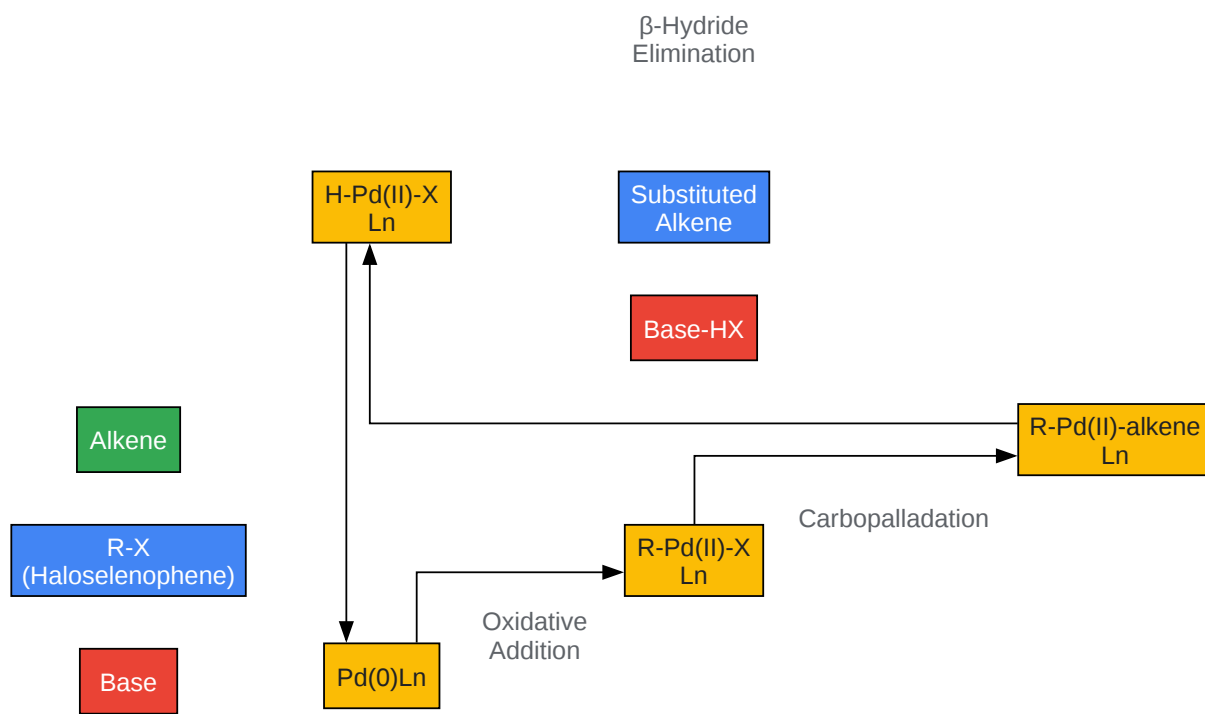 β-Hydride
Elimination
H-Pd(II)-X
Ln
Substituted
Alkene
Base-HX
Alkene
R-Pd(II)-alkene
Ln
Carbopalladation
R-X
(Haloselenophene)
R-Pd(II)-X
Ln
Oxidative
Addition
Base
Pd(0)Ln